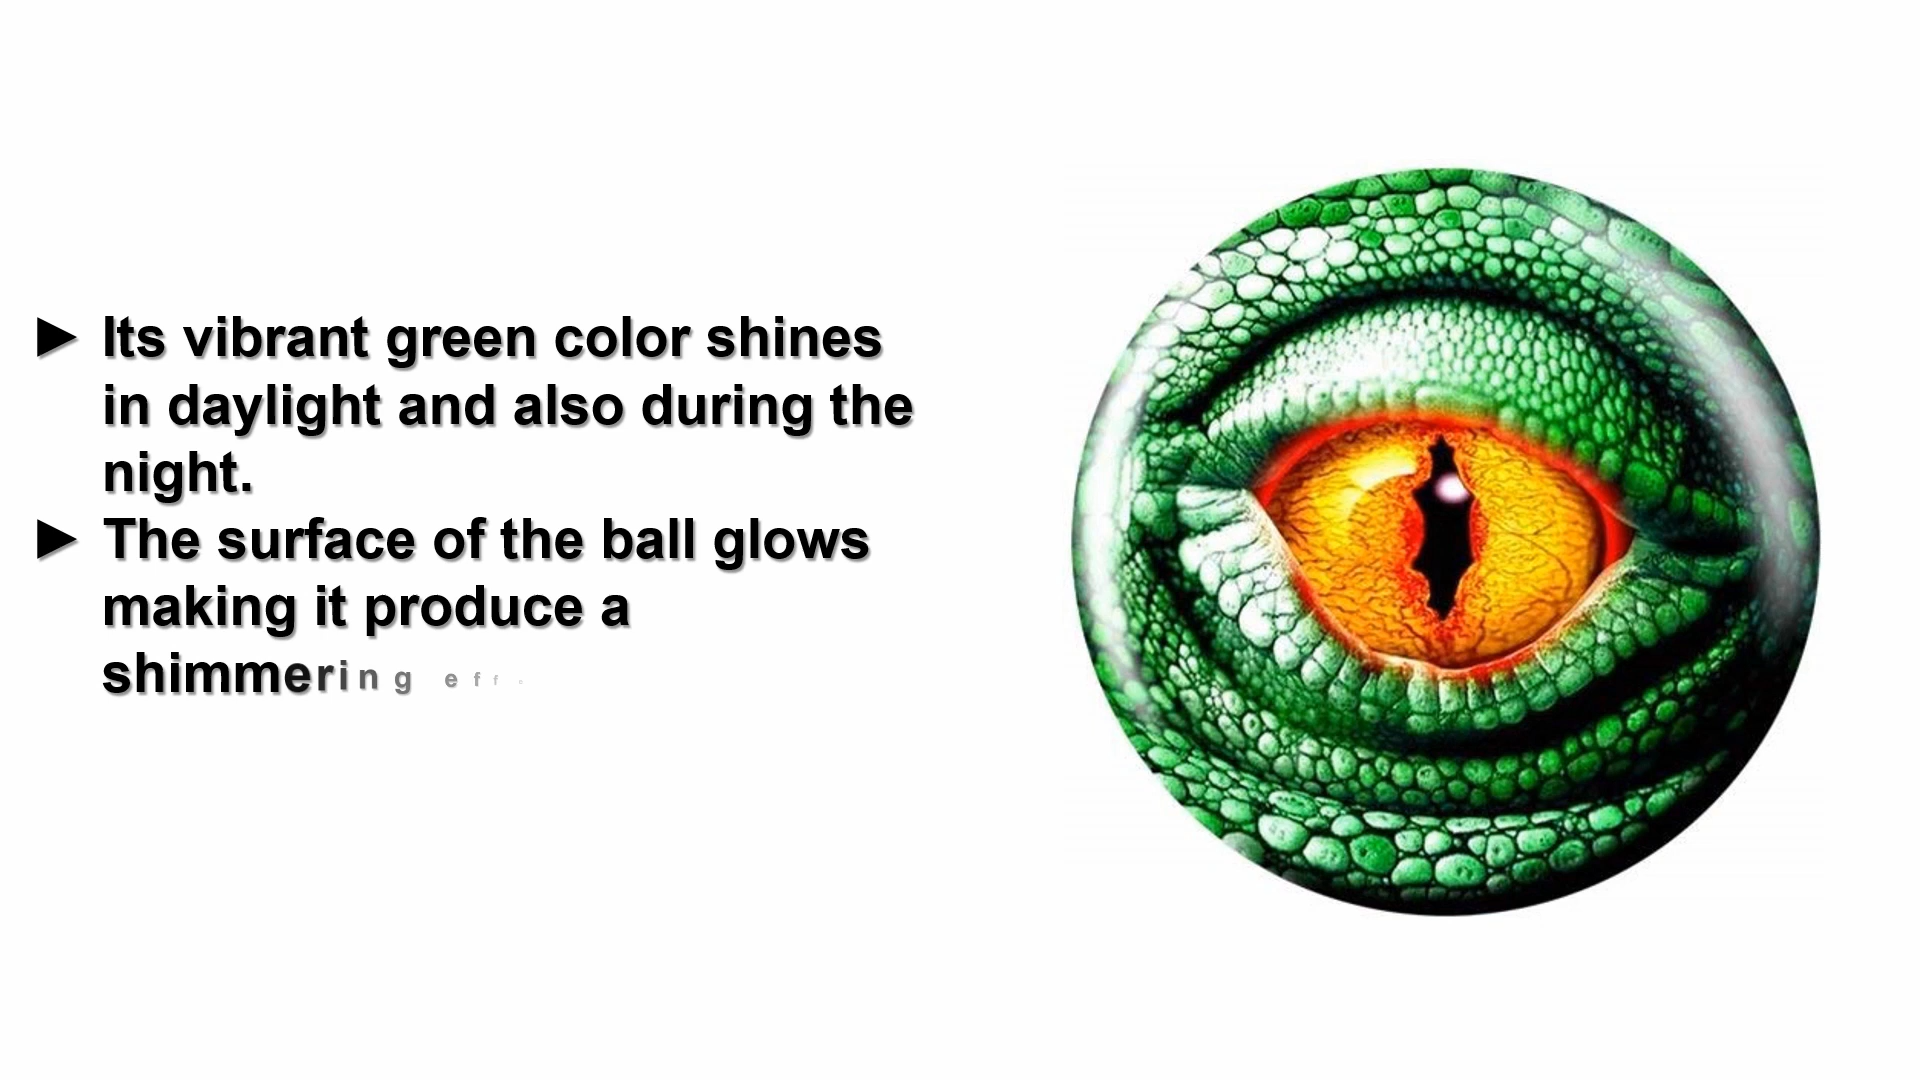 ► Its vibrant green color shines
in daylight and also during the
night.
► The surface of the ball glows
making it produce a
shimmering eff